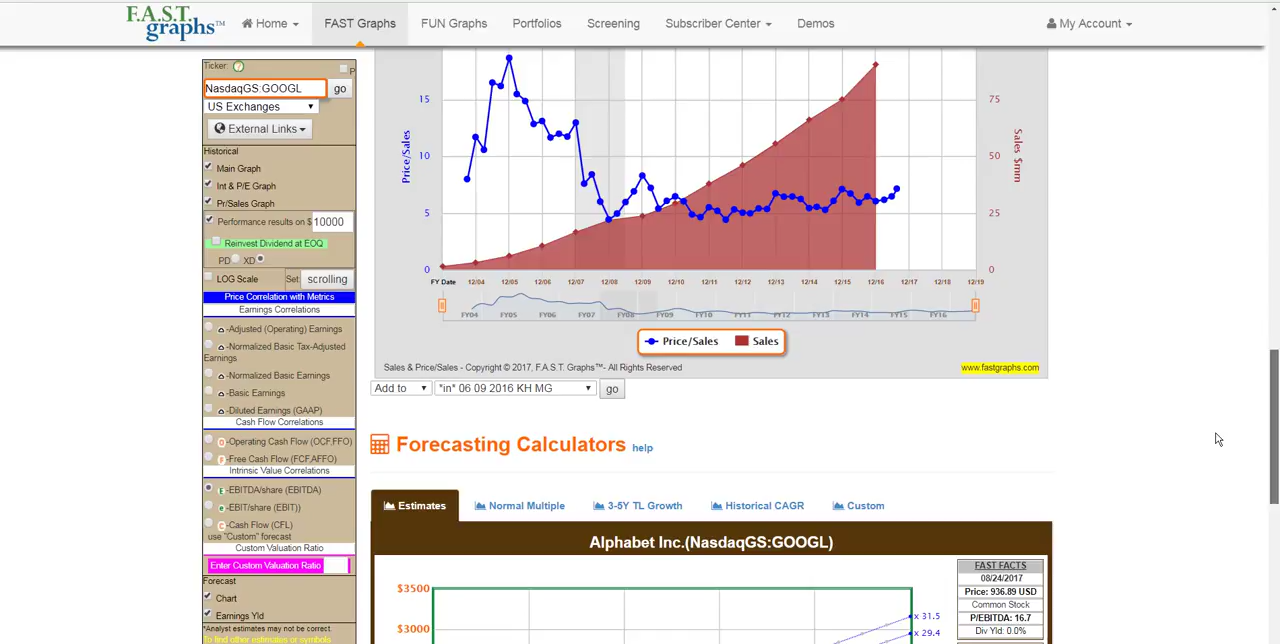 F.A.S.T. graphs™
Home
FAST Graphs
FUN Graphs
Portfolios
Screening
Subscriber Center
Demos
My Account
Ticker: ?
P
NasdaqGS:GOOGL
go
US Exchanges
External Links
Historical
Main Graph
Int & P/E Graph
Pr/Sales Graph
Performance results on $ 10000
Reinvest Dividend at EOQ
PD XD
LOG Scale Set scrolling
Price Correlation with Metrics
Earnings Correlations
-Adjusted (Operating) Earnings
-Normalized Basic Tax-Adjusted
Earnings
-Normalized Basic Earnings
-Basic Earnings
-Diluted Earnings (GAAP)
Cash Flow Correlations
O -Operating Cash Flow (OCF,FFO)
F -Free Cash Flow (FCF,AFFO)
Intrinsic Value Correlations
E -EBITDA/share (EBITDA)
e -EBIT/share (EBIT))
C -Cash Flow (CFL)
use "Custom" forecast
Custom Valuation Ratio
Enter Custom Valuation Ratio
Forecast
Chart
Earnings Yld
*Analyst estimates may not be correct.
To find other estimates or symbols
Price/Sales
15
10
5
0
75
50
25
0
Sales $mm
FY Date 12/04 12/05 12/06 12/07 12/08 12/09 12/10 12/11 12/12 12/13 12/14 12/15 12/16 12/17 12/18 12/19
FY04 FY05 FY06 FY07 FY08 FY09 FY10 FY11 FY12 FY13 FY14 FY15 FY16
Price/Sales Sales
Sales & Price/Sales - Copyright © 2017, F.A.S.T. Graphs™- All Rights Reserved
www.fastgraphs.com
Add to
*in* 06 09 2016 KH MG
go
Forecasting Calculators help
Estimates
Normal Multiple
3-5Y TL Growth
Historical CAGR
Custom
Alphabet Inc.(NasdaqGS:GOOGL)
$3500
$3000
x 31.5
x 29.4
FAST FACTS
08/24/2017
Price: 936.89 USD
Common Stock
P/EBITDA: 16.7
Div Yld: 0.0%